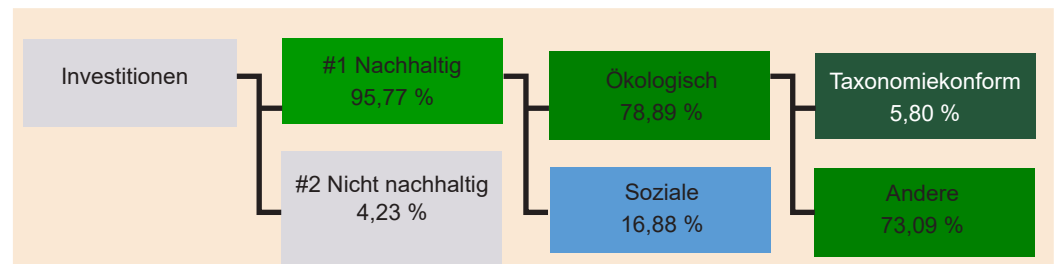 Investitionen
#1 Nachhaltig
95,77 %
#2 Nicht nachhaltig
4,23 %
Ökologisch
78,89 %
Soziale
16,88 %
Taxonomiekonform
5,80 %
Andere
73,09 %